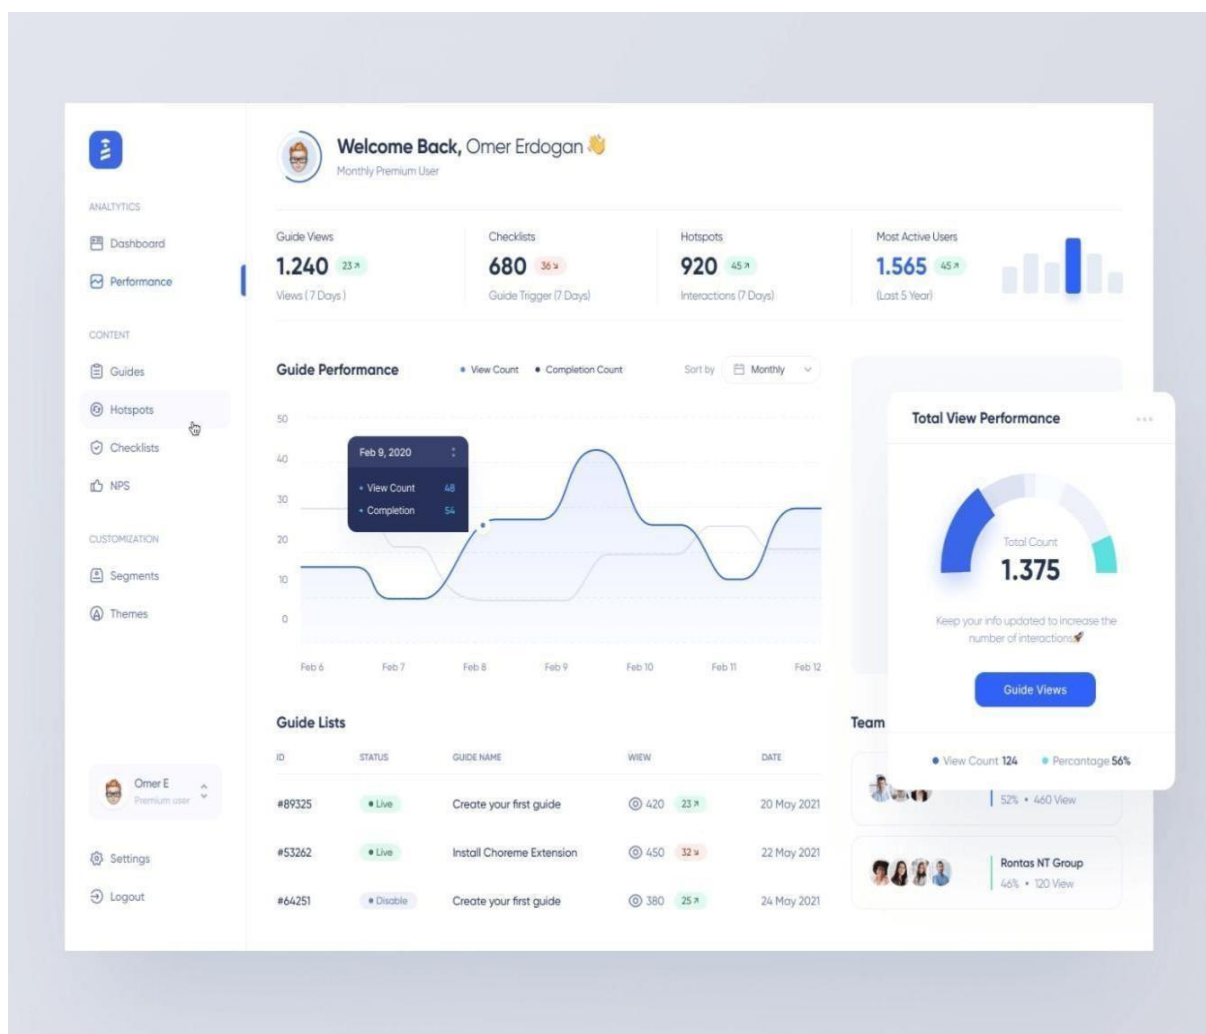 ANALTYTICS
Dashboard
Performance
CONTENT
Guides
Hotspots
Checklists
NPS
CUSTOMIZATION
Segments
Themes
Omer E
Premium user
Settings
Logout
Welcome Back, Omer Erdogan 👋
Monthly Premium User
Guide Views
1.240 23
Views (7 Days)
Checklists
680 36
Guide Trigger (7 Days)
Hotspots
920 45
Interactions (7 Days)
Most Active Users
1.565 45
(Last 5 Year)
Guide Performance
View Count
Completion Count
Sort by Monthly
50
40
30
20
10
0
Feb 9, 2020
View Count 48
Completion 54
Feb 6 Feb 7 Feb 8 Feb 9 Feb 10 Feb 11 Feb 12
Total View Performance
Total Count
1.375
Keep your info updated to increase the
number of interactions🚀
Guide Views
View Count 124 Percantage 56%
Guide Lists
ID STATUS GUIDE NAME WIEW DATE
#89325 Live Create your first guide 420 23 20 May 2021
#53262 Live Install Choreme Extension 450 32 22 May 2021
#64251 Disable Create your first guide 380 25 24 May 2021
Team
52% • 460 View
Rontas NT Group
46% • 120 View